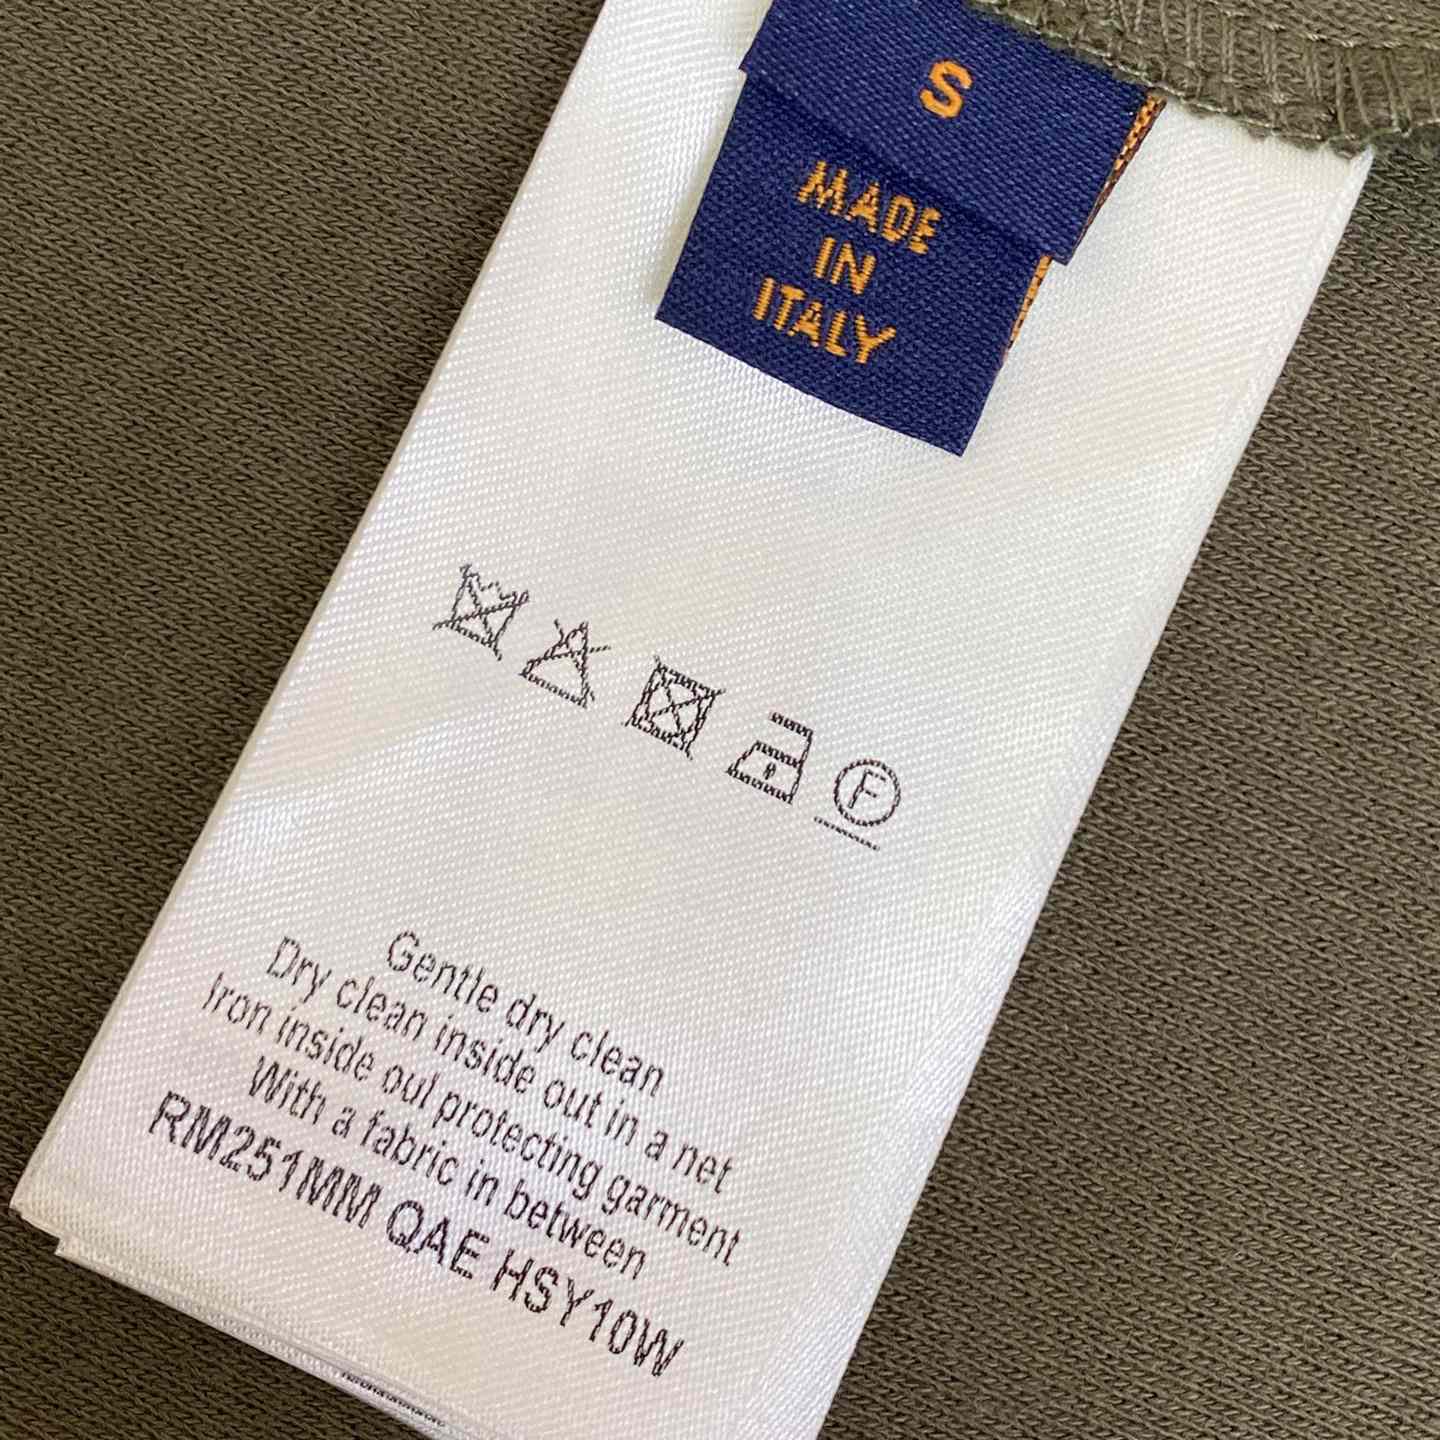 S
MADE
IN
ITALY
F
Gentle dry clean
Dry clean inside out in a net
Iron inside out protecting garment
With a fabric in between
RM251MM QAE HSY10W